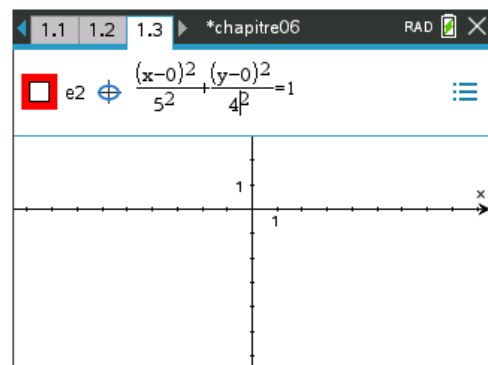 1.1 1.2 1.3 *chapitre06 RAD
e2 (x-0)²/5²+(y-0)²/4²=1
1
x
1